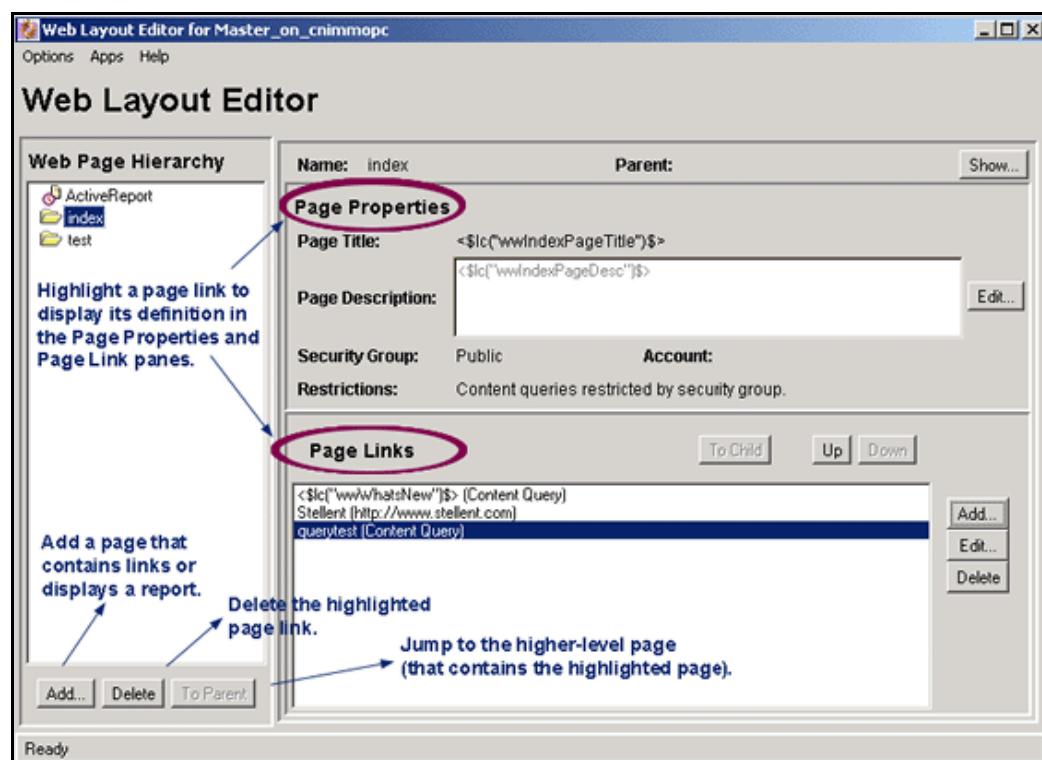 Web Layout Editor for Master_on_cnimmopc
Options Apps Help
Web Layout Editor
Web Page Hierarchy
ActiveReport
index
test
Highlight a page link to
display its definition in
the Page Properties and
Page Link panes.
Add a page that
contains links or
displays a report.
Delete the highlighted
page link.
Jump to the higher-level page
(that contains the highlighted page).
Add... Delete To Parent
Name: index Parent: Show...
Page Properties
Page Title: <$lc("wwIndexPageTitle")$>
Page Description: <$lc("wwIndexPageDesc")$> Edit...
Security Group: Public Account:
Restrictions: Content queries restricted by security group.
Page Links To Child Up Down
<$lc("wwWhatsNew")$> (Content Query)
Stellent (http://www.stellent.com)
querytest (Content Query)
Add...
Edit...
Delete
Ready